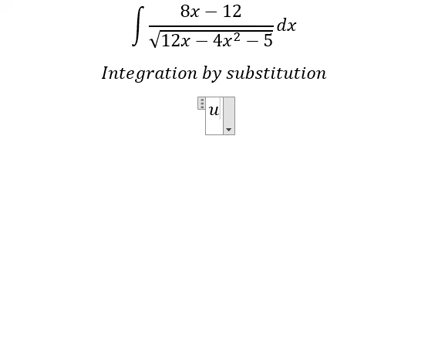 ∫ (8x − 12)/√(12x − 4x² − 5) dx
Integration by substitution
u